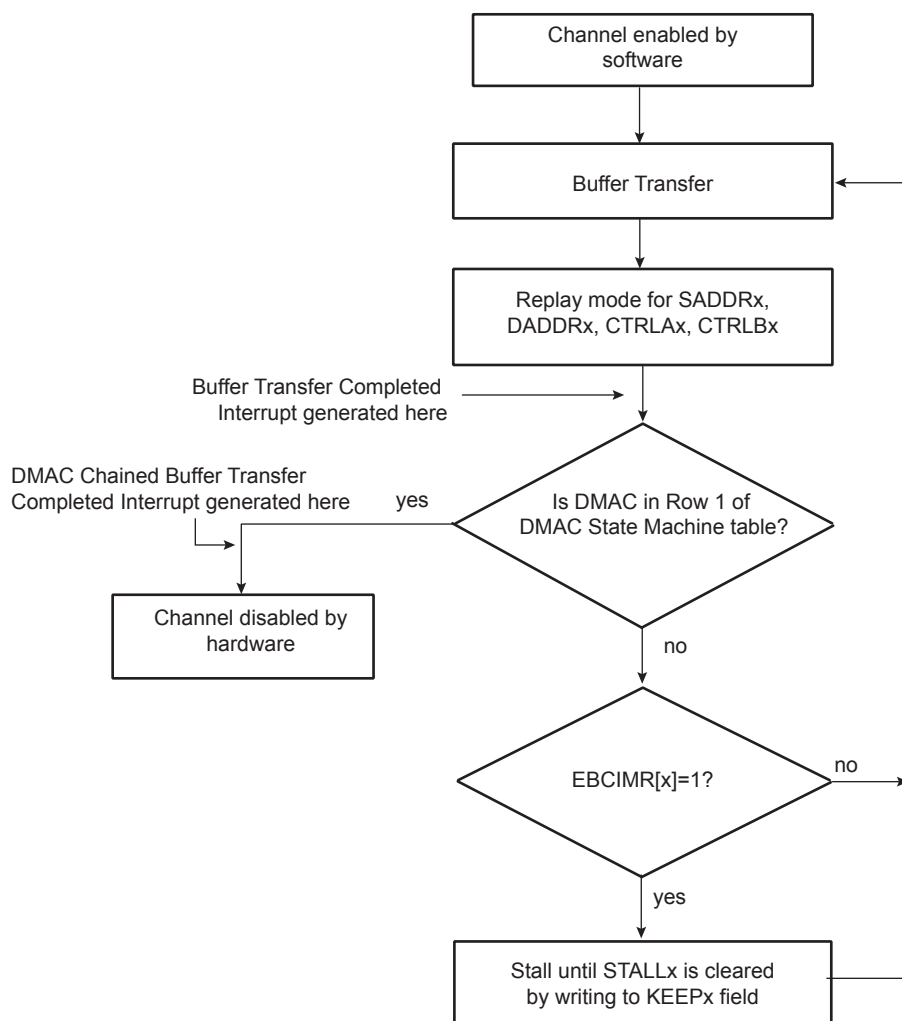 Channel enabled by
software
Buffer Transfer
Replay mode for SADDRx,
DADDRx, CTRLAx, CTRLBx
Buffer Transfer Completed
Interrupt generated here
DMAC Chained Buffer Transfer
Completed Interrupt generated here
yes
Is DMAC in Row 1 of
DMAC State Machine table?
Channel disabled by
hardware
no
EBCIMR[x]=1?
no
yes
Stall until STALLx is cleared
by writing to KEEPx field